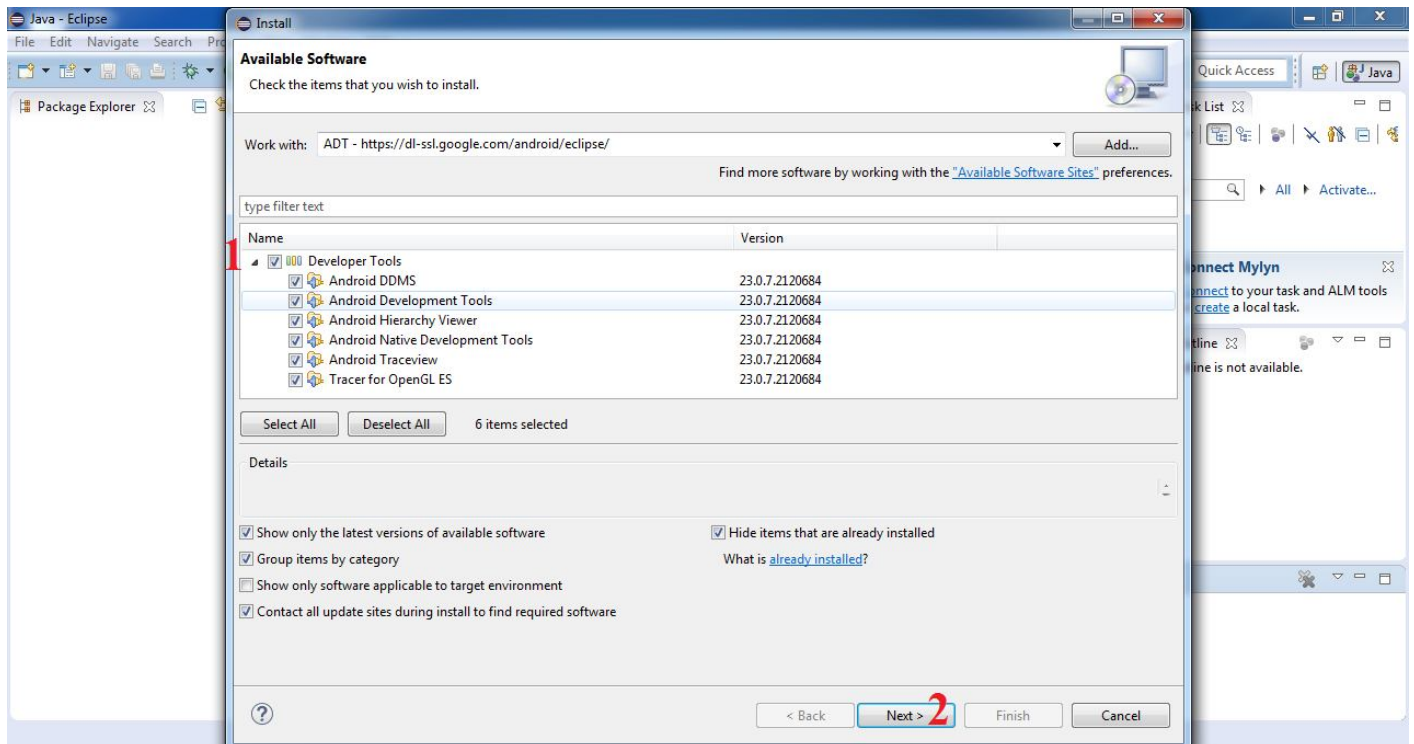 Java - Eclipse
File Edit Navigate Search
Package Explorer
Install
Available Software
Check the items that you wish to install.
Work with: ADT - https://dl-ssl.google.com/android/eclipse/ Add...
Find more software by working with the "Available Software Sites" preferences.
type filter text
Name Version
1
Developer Tools
Android DDMS 23.0.7.2120684
Android Development Tools 23.0.7.2120684
Android Hierarchy Viewer 23.0.7.2120684
Android Native Development Tools 23.0.7.2120684
Android Traceview 23.0.7.2120684
Tracer for OpenGL ES 23.0.7.2120684
Select All Deselect All 6 items selected
Details
Show only the latest versions of available software Hide items that are already installed
Group items by category What is already installed?
Show only software applicable to target environment
Contact all update sites during install to find required software
? < Back Next > 2 Finish Cancel
Quick Access Java
List
All Activate...
Mylyn
to your task and ALM tools
create a local task.
is not available.